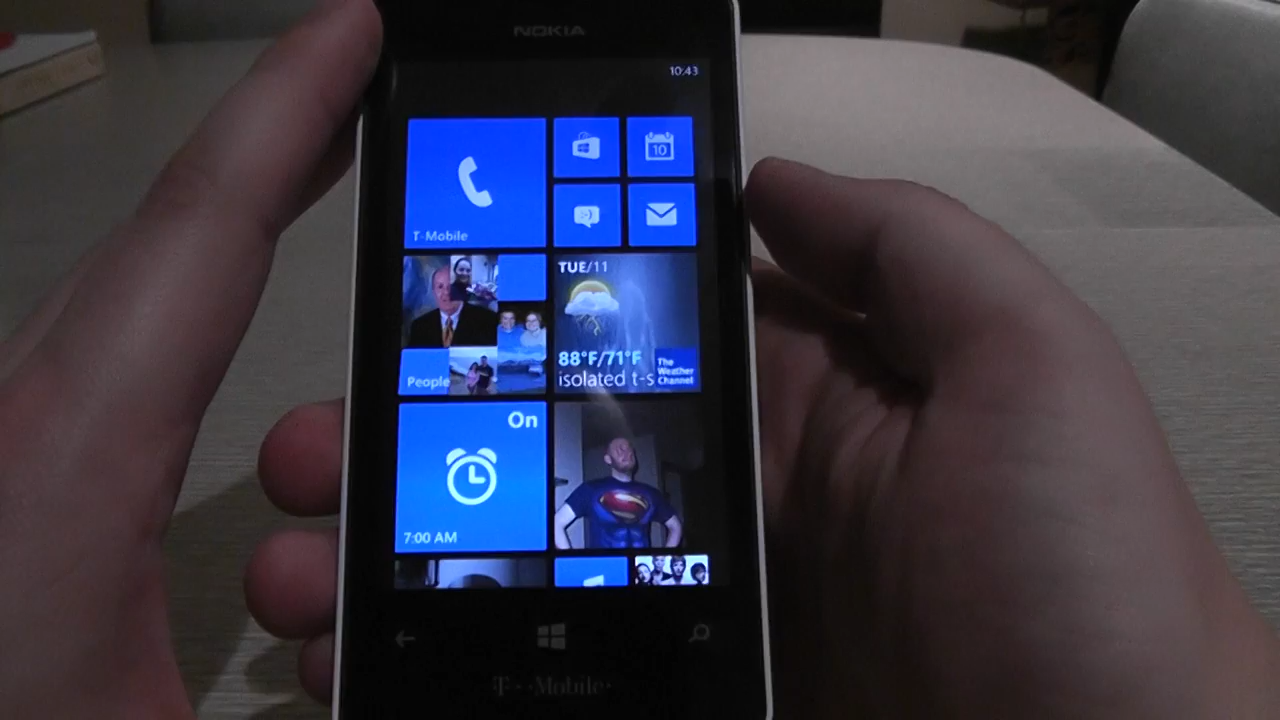 NOKIA
10:43
10
T-Mobile
:-)
TUE/11
88°F/71°F
isolated t-s
The
Weather
Channel
People
On
7:00 AM
T··Mobile·